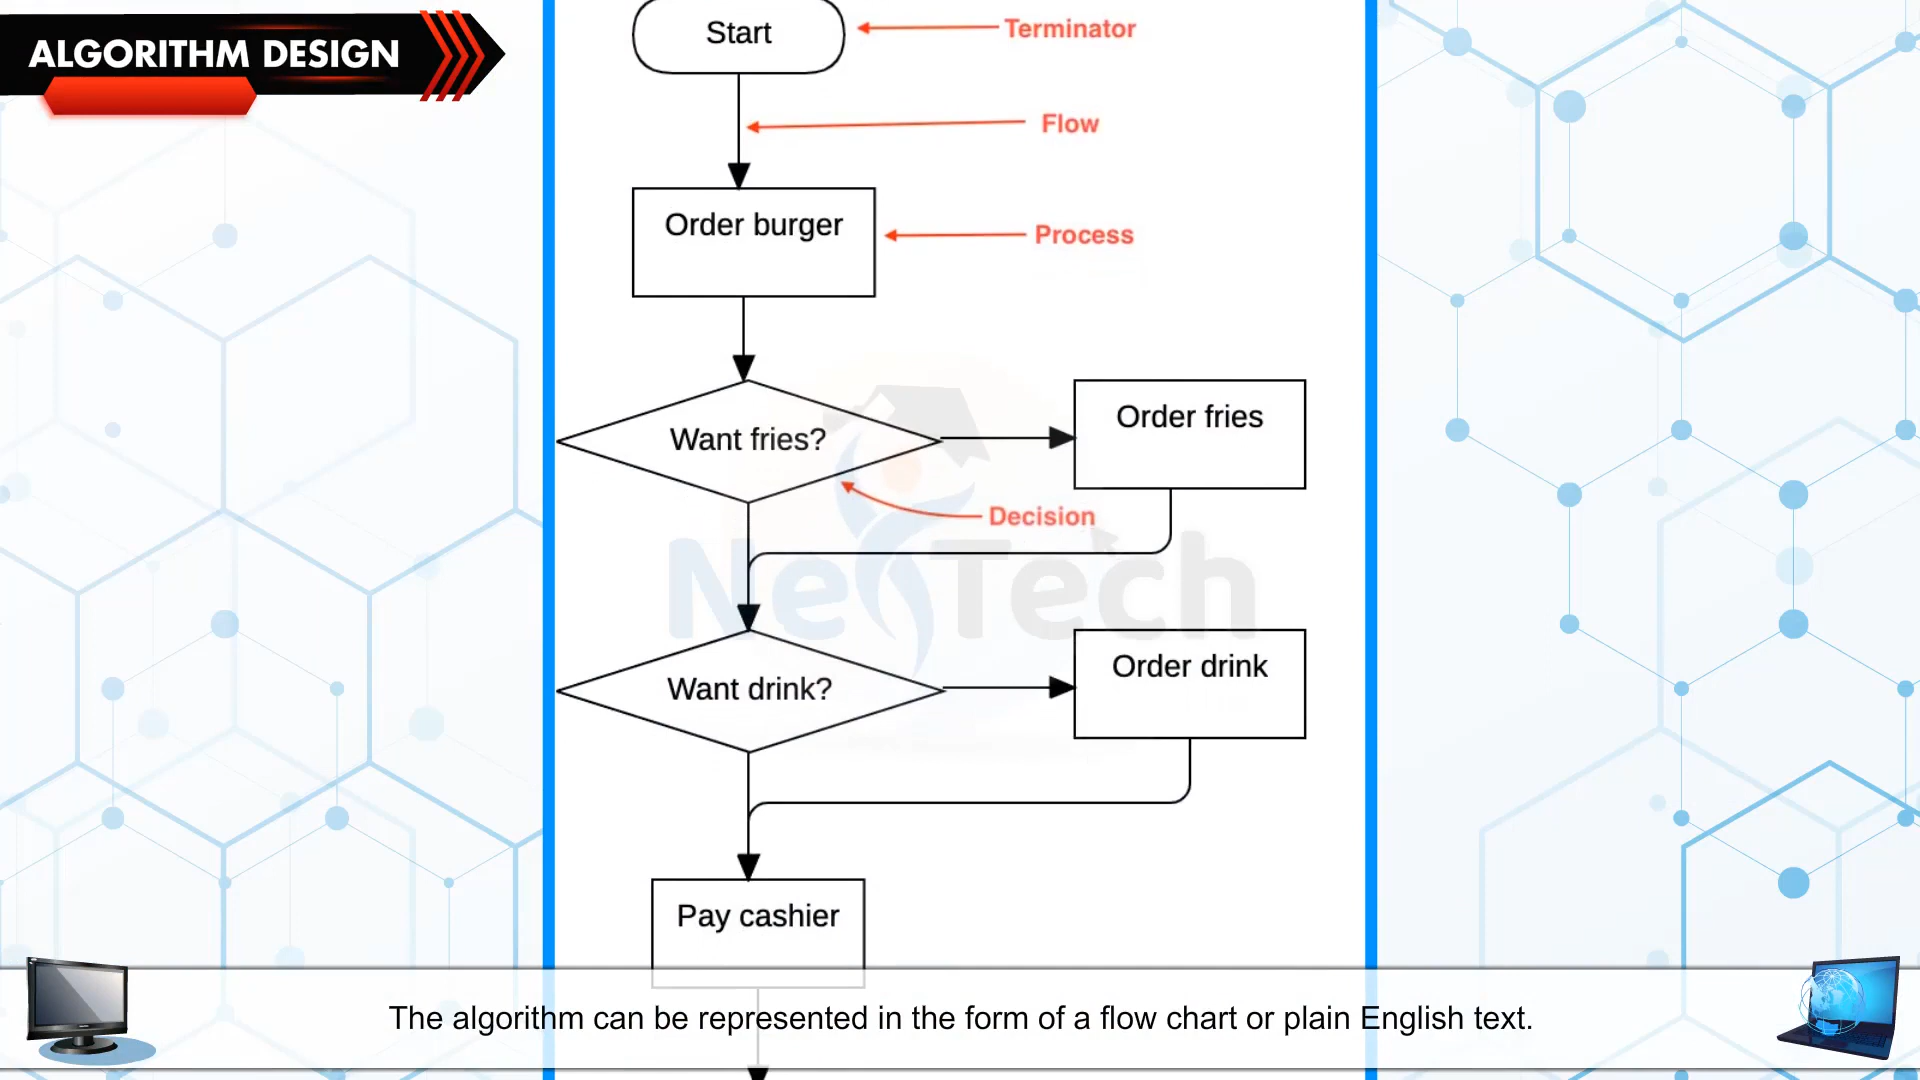 ALGORITHM DESIGN
Start
Terminator
Flow
Order burger
Process
Want fries?
Order fries
Decision
NexTech
Want drink?
Order drink
Pay cashier
The algorithm can be represented in the form of a flow chart or plain English text.